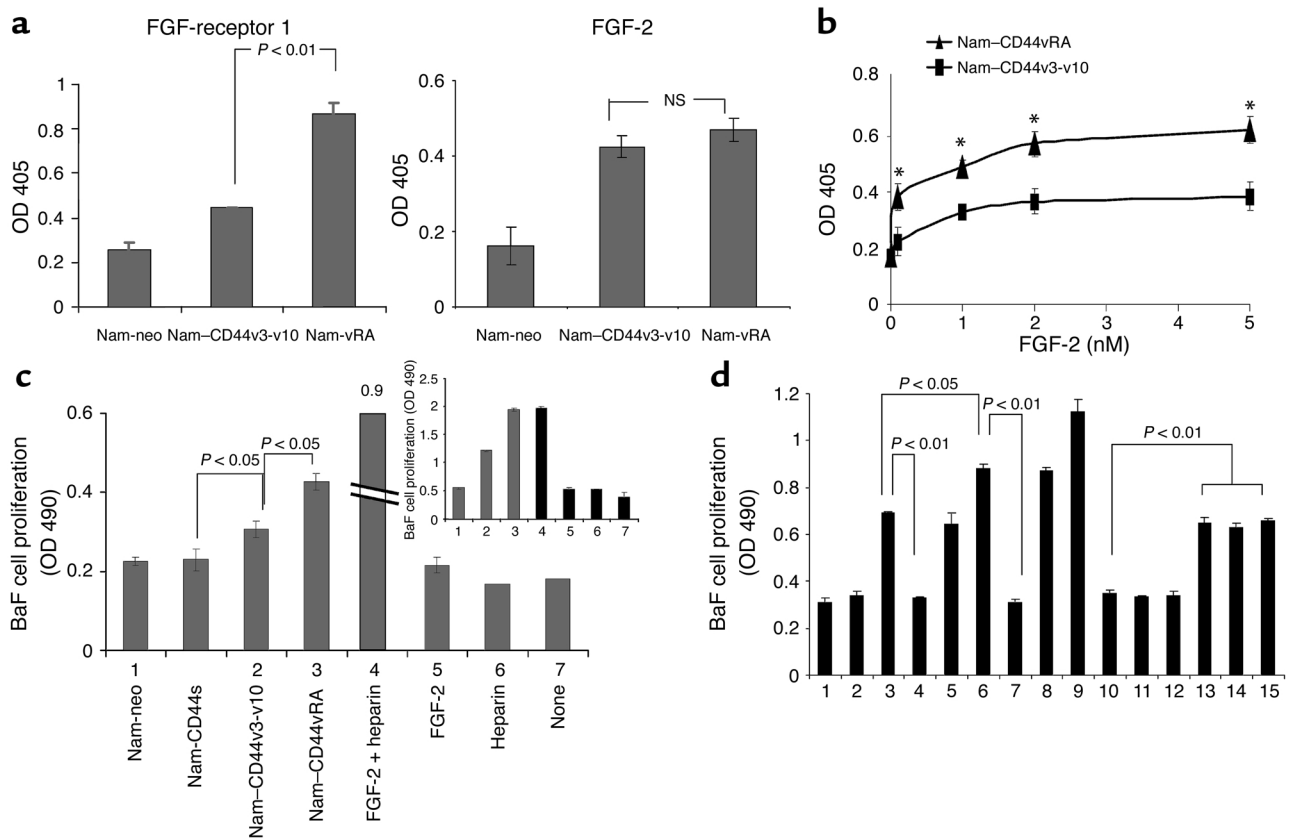 a
FGF-receptor 1
P < 0.01
1
0.8
0.6
0.4
0.2
0
OD 405
Nam-neo Nam–CD44v3-v10 Nam-vRA
FGF-2
NS
0.6
0.4
0.2
0
OD 405
Nam-neo Nam–CD44v3-v10 Nam-vRA
b
Nam–CD44vRA
Nam–CD44v3-v10
0.8
0.6
0.4
0.2
0
OD 405
* * * *
0 1 2 3 4 5
FGF-2 (nM)
c
0.6
0.4
0.2
0
BaF cell proliferation
(OD 490)
P < 0.05
P < 0.05
0.9
1 2 3 4 5 6 7
Nam-neo
Nam-CD44s
Nam–CD44v3-v10
Nam–CD44vRA
FGF-2 + heparin
FGF-2
Heparin
None
BaF cell proliferation (OD 490)
2.5
2
1.5
1
0.5
0
1 2 3 4 5 6 7
d
1.2
1
0.8
0.6
0.4
0.2
0
BaF cell proliferation
(OD 490)
P < 0.05
P < 0.01
P < 0.01
P < 0.01
1 2 3 4 5 6 7 8 9 10 11 12 13 14 15